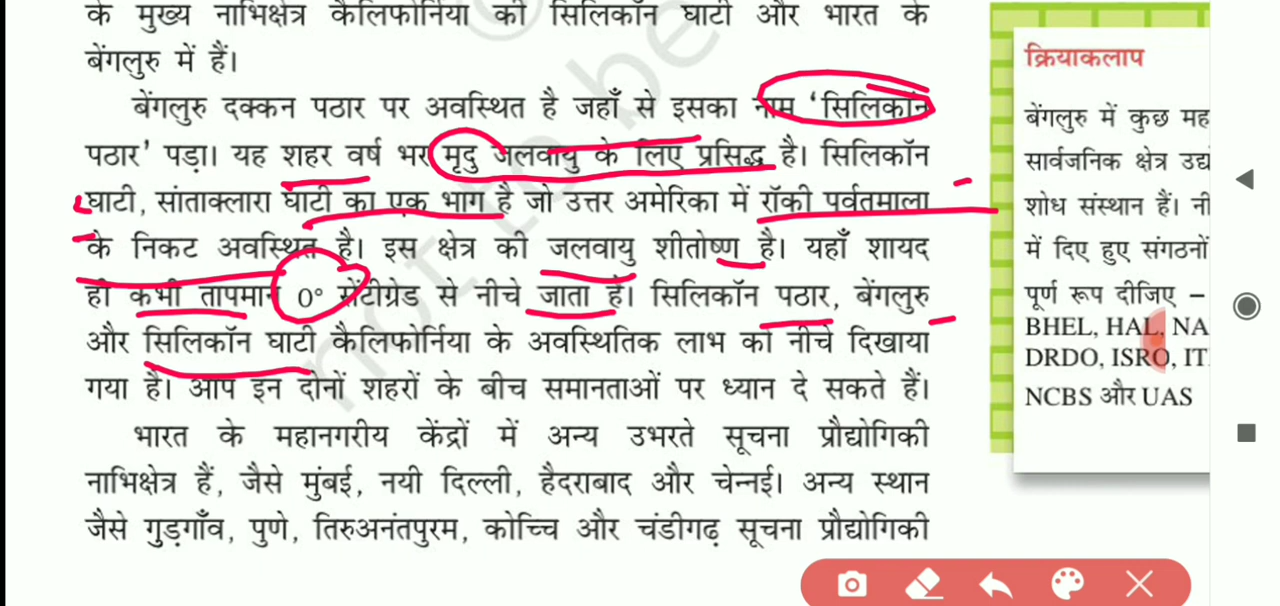 के मुख्य नाभिक्षेत्र कैलिफोर्निया की सिलिकॉन घाटी और भारत के
बेंगलुरु में हैं।
बेंगलुरु दक्कन पठार पर अवस्थित है जहाँ से इसका नाम ‘सिलिकॉन
पठार’ पड़ा। यह शहर वर्ष भर मृदु जलवायु के लिए प्रसिद्ध है। सिलिकॉन
घाटी, सांताक्लारा घाटी का एक भाग है जो उत्तर अमेरिका में रॉकी पर्वतमाला
के निकट अवस्थित है। इस क्षेत्र की जलवायु शीतोष्ण है। यहाँ शायद
ही कभी तापमान 0° सेंटीग्रेड से नीचे जाता है। सिलिकॉन पठार, बेंगलुरु
और सिलिकॉन घाटी कैलिफोर्निया के अवस्थितिक लाभ को नीचे दिखाया
गया है। आप इन दोनों शहरों के बीच समानताओं पर ध्यान दे सकते हैं।
भारत के महानगरीय केंद्रों में अन्य उभरते सूचना प्रौद्योगिकी
नाभिक्षेत्र हैं, जैसे मुंबई, नयी दिल्ली, हैदराबाद और चेन्नई। अन्य स्थान
जैसे गुड़गाँव, पुणे, तिरुअनंतपुरम, कोच्चि और चंडीगढ़ सूचना प्रौद्योगिकी
क्रियाकलाप
बेंगलुरु में कुछ मह
सार्वजनिक क्षेत्र उद्य
शोध संस्थान हैं। नी
में दिए हुए संगठनों
पूर्ण रूप दीजिए –
BHEL, HAL, NA
DRDO, ISRO, IT
NCBS और UAS
not to be